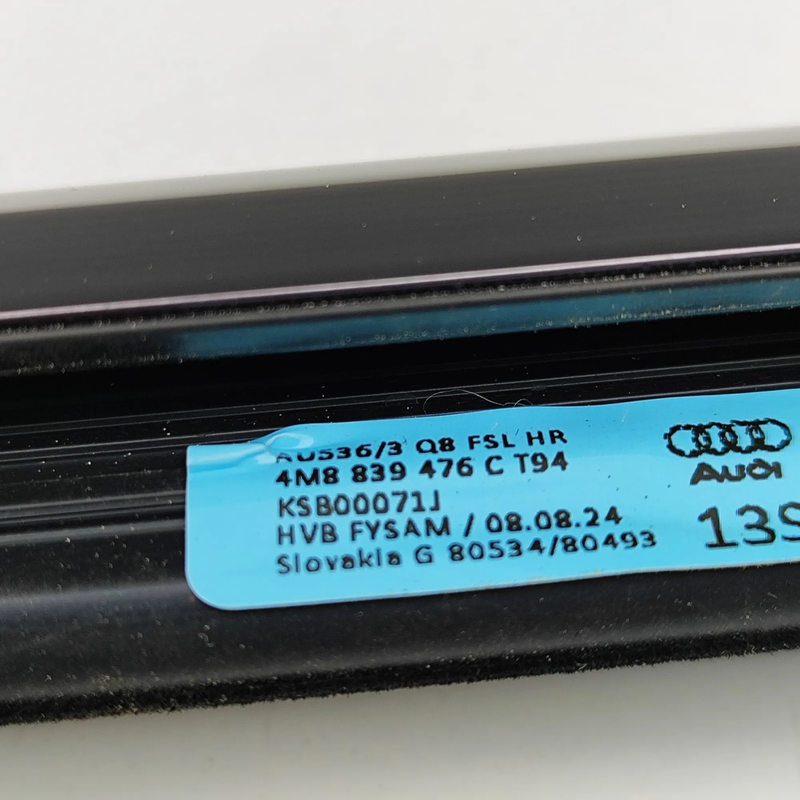 AU536/3 Q8 FSL HR
4M8 839 476 C T94
KSB00071J
HVB FYSAM / 08.08.24
Slovakia G 80534/80493
Audi
139